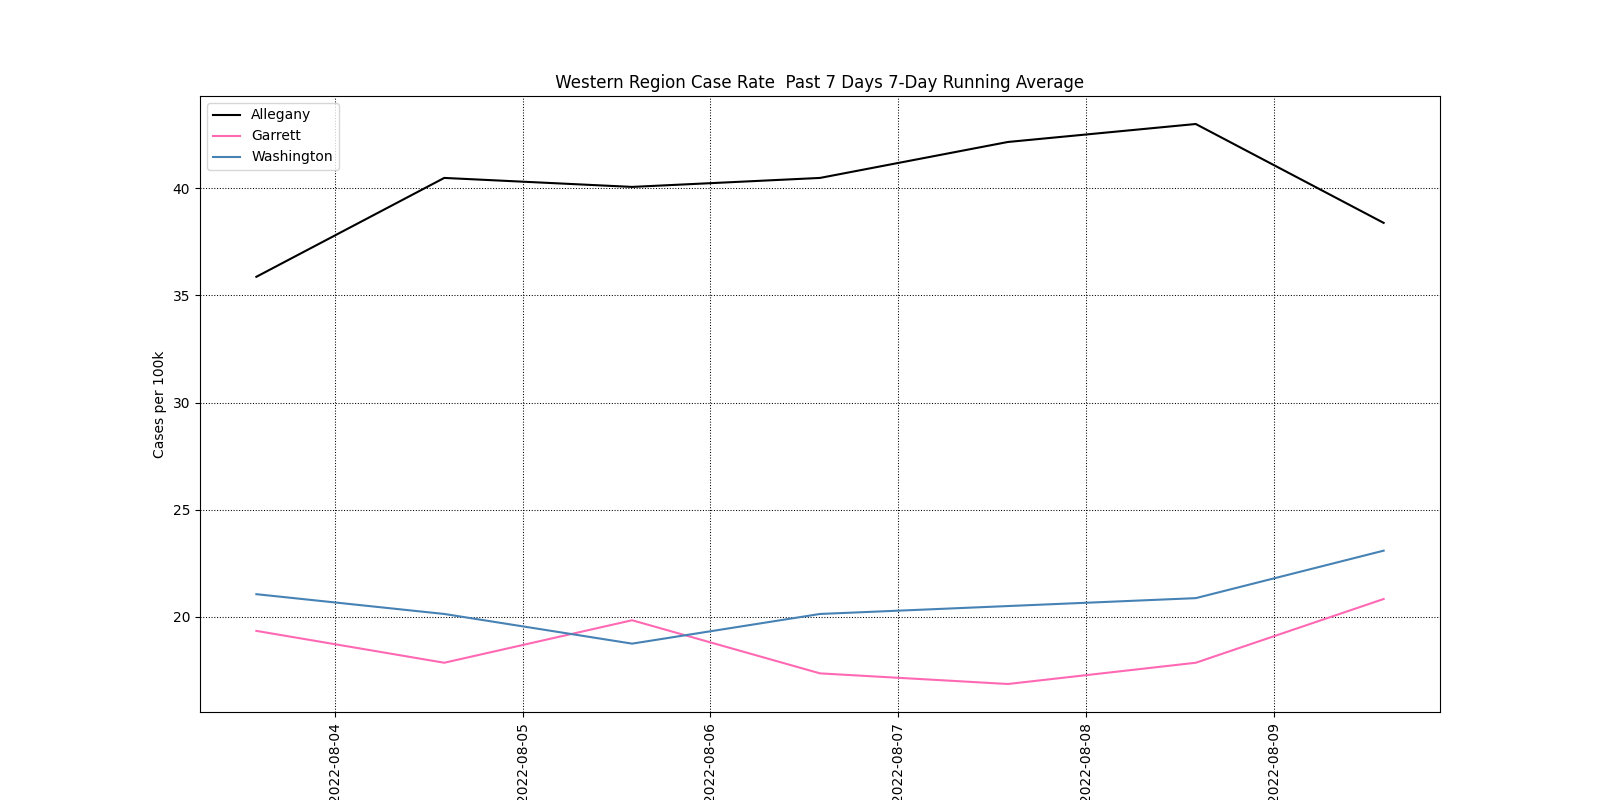 Western Region Case Rate  Past 7 Days 7-Day Running Average
Allegany
Garrett
Washington
40
35
30
25
20
Cases per 100k
2022-08-04
2022-08-05
2022-08-06
2022-08-07
2022-08-08
2022-08-09